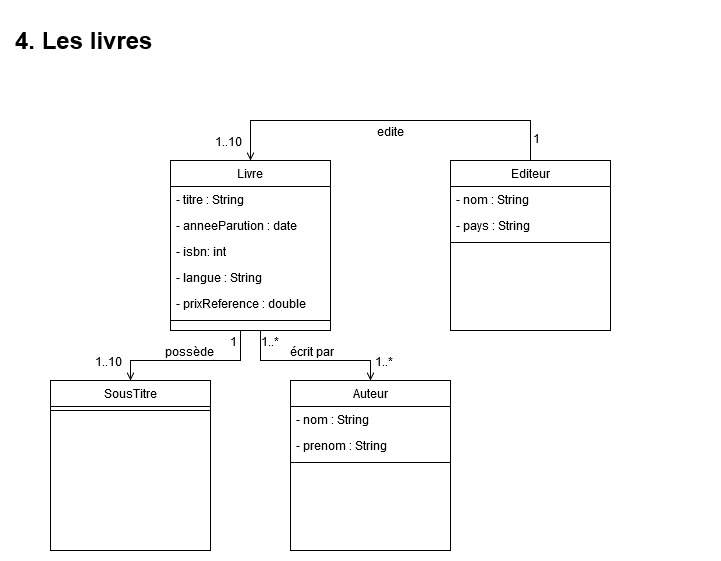 4. Les livres
edite
1..10
1
Livre
- titre : String
- anneeParution : date
- isbn: int
- langue : String
- prixReference : double
Editeur
- nom : String
- pays : String
1
1..*
possède
écrit par
1..10
1..*
SousTitre
Auteur
- nom : String
- prenom : String